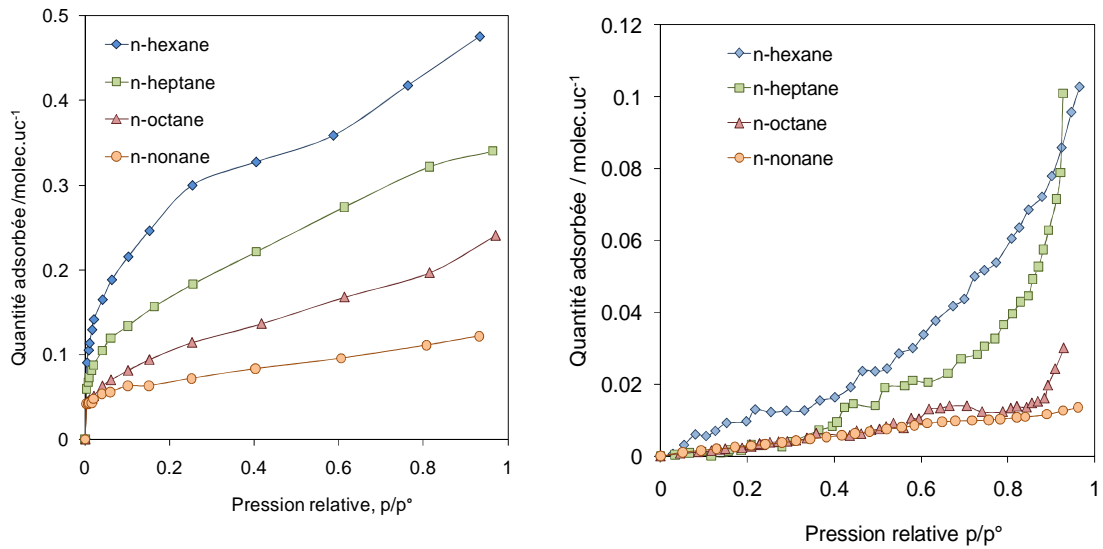 0.5
0.4
0.3
0.2
0.1
0
0
0.2
0.4
0.6
0.8
1
Quantité adsorbée /molec.uc⁻¹
Pression relative, p/p°
n-hexane
n-heptane
n-octane
n-nonane
0.12
0.1
0.08
0.06
0.04
0.02
0
0
0.2
0.4
0.6
0.8
1
Quantité adsorbée / molec.uc⁻¹
Pression relative p/p°
n-hexane
n-heptane
n-octane
n-nonane